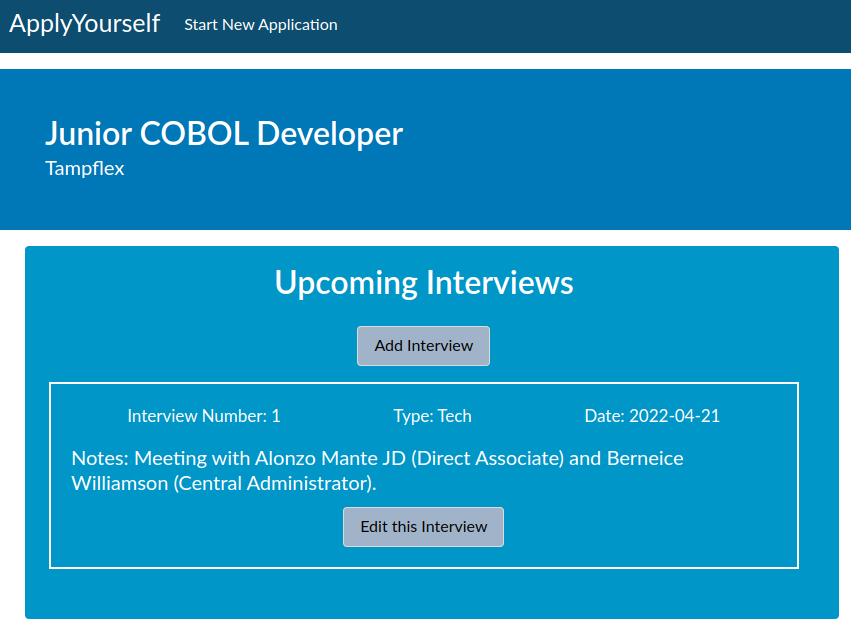 ApplyYourself Start New Application
Junior COBOL Developer
Tampflex
Upcoming Interviews
Add Interview
Interview Number: 1 Type: Tech Date: 2022-04-21
Notes: Meeting with Alonzo Mante JD (Direct Associate) and Berneice
Williamson (Central Administrator).
Edit this Interview